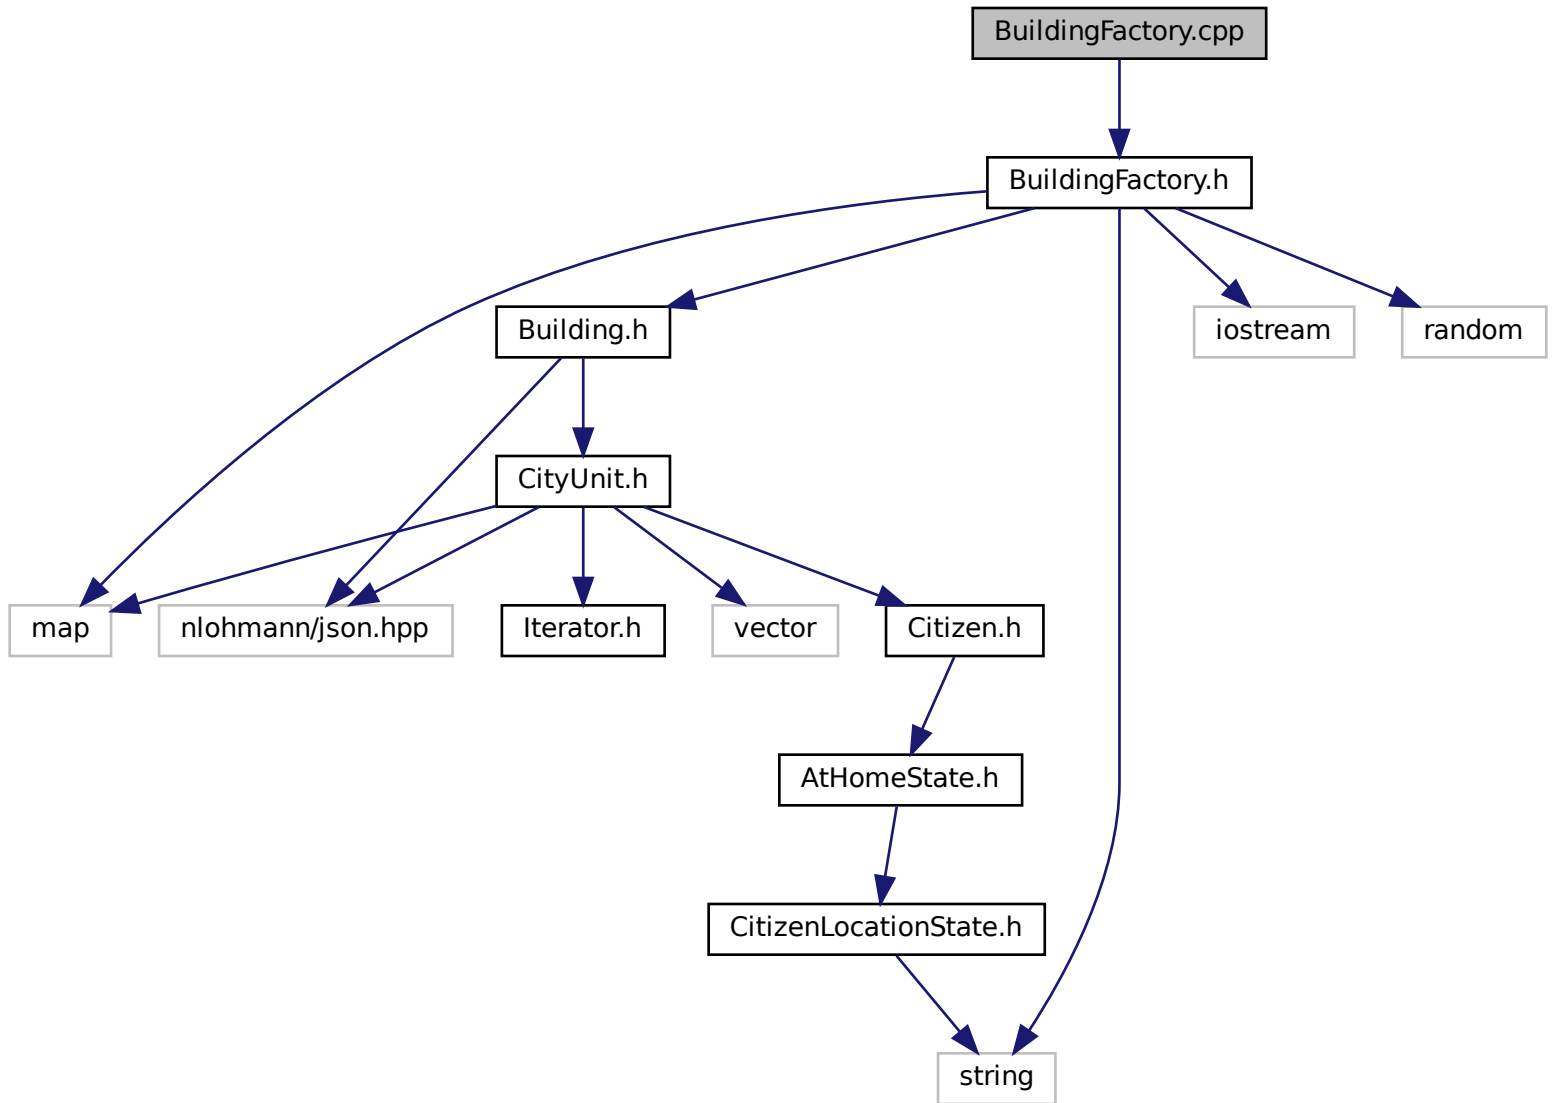 BuildingFactory.cpp
BuildingFactory.h
Building.h
iostream
random
CityUnit.h
map
nlohmann/json.hpp
Iterator.h
vector
Citizen.h
AtHomeState.h
CitizenLocationState.h
string